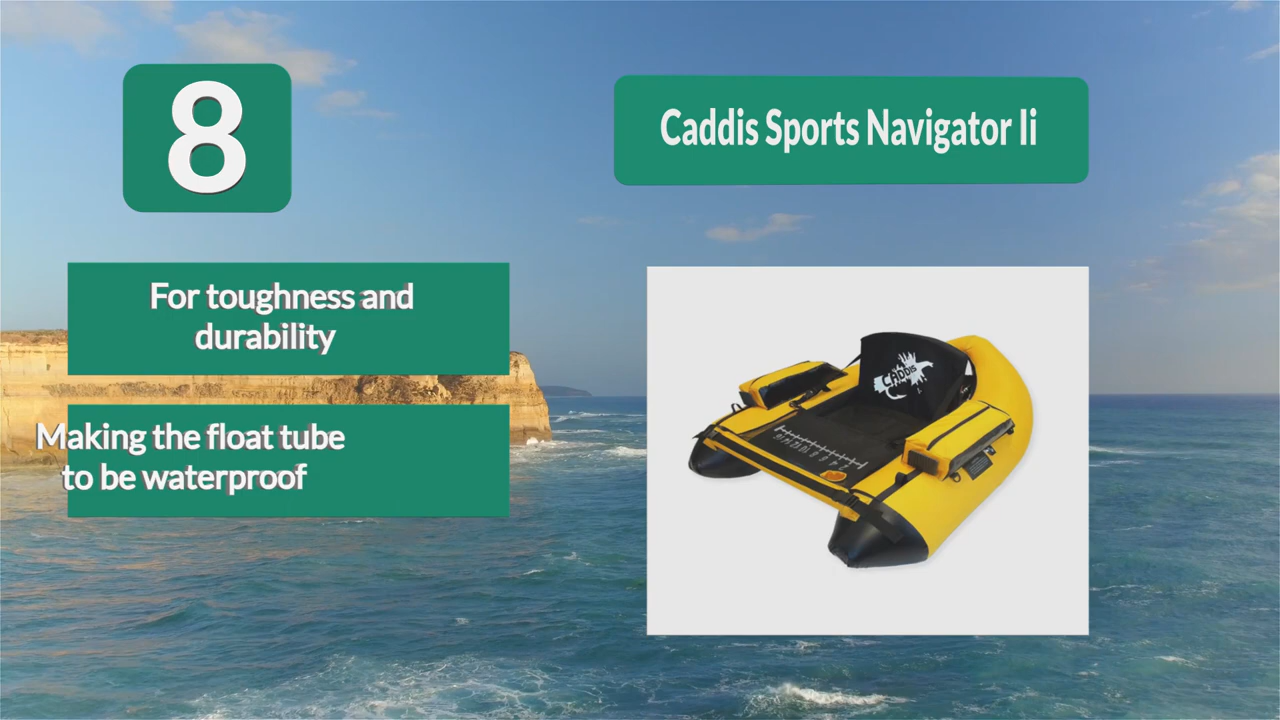 8
Caddis Sports Navigator Ii
For toughness and
durability
Making the float tube
to be waterproof
CADDIS